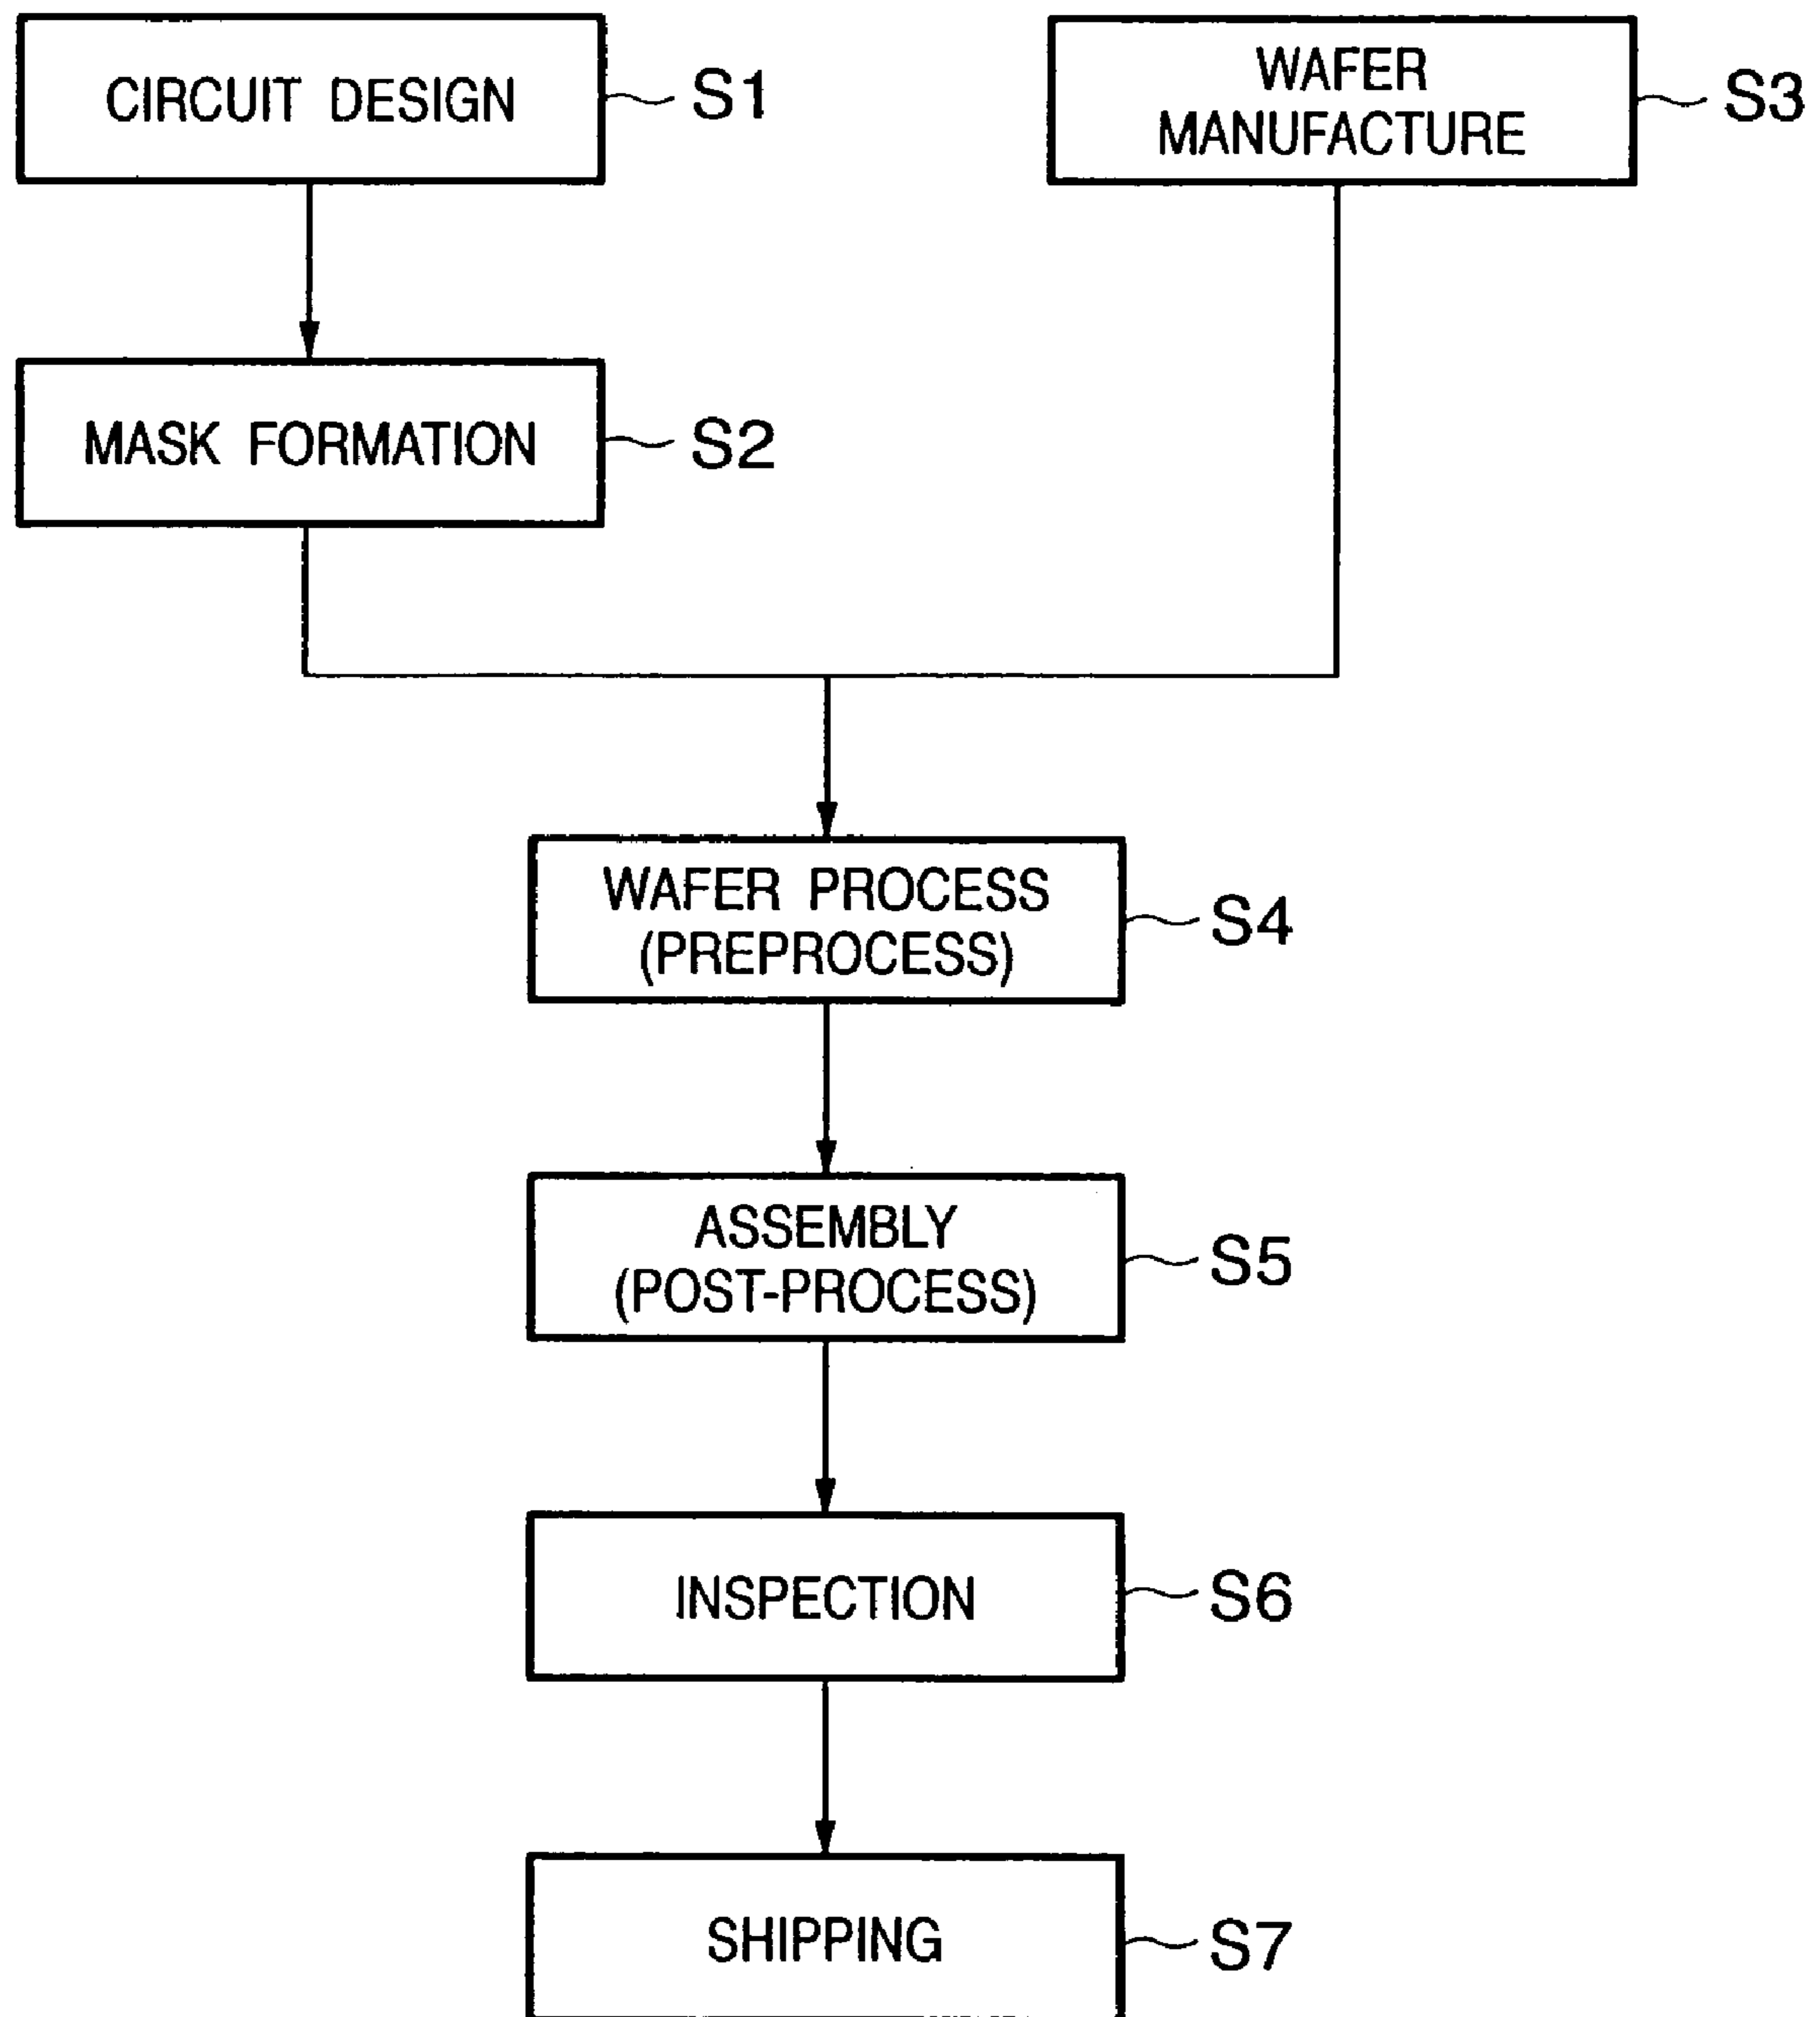 CIRCUIT DESIGN
S1
WAFER
MANUFACTURE
S3
MASK FORMATION
S2
WAFER PROCESS
(PREPROCESS)
S4
ASSEMBLY
(POST-PROCESS)
S5
INSPECTION
S6
SHIPPING
S7